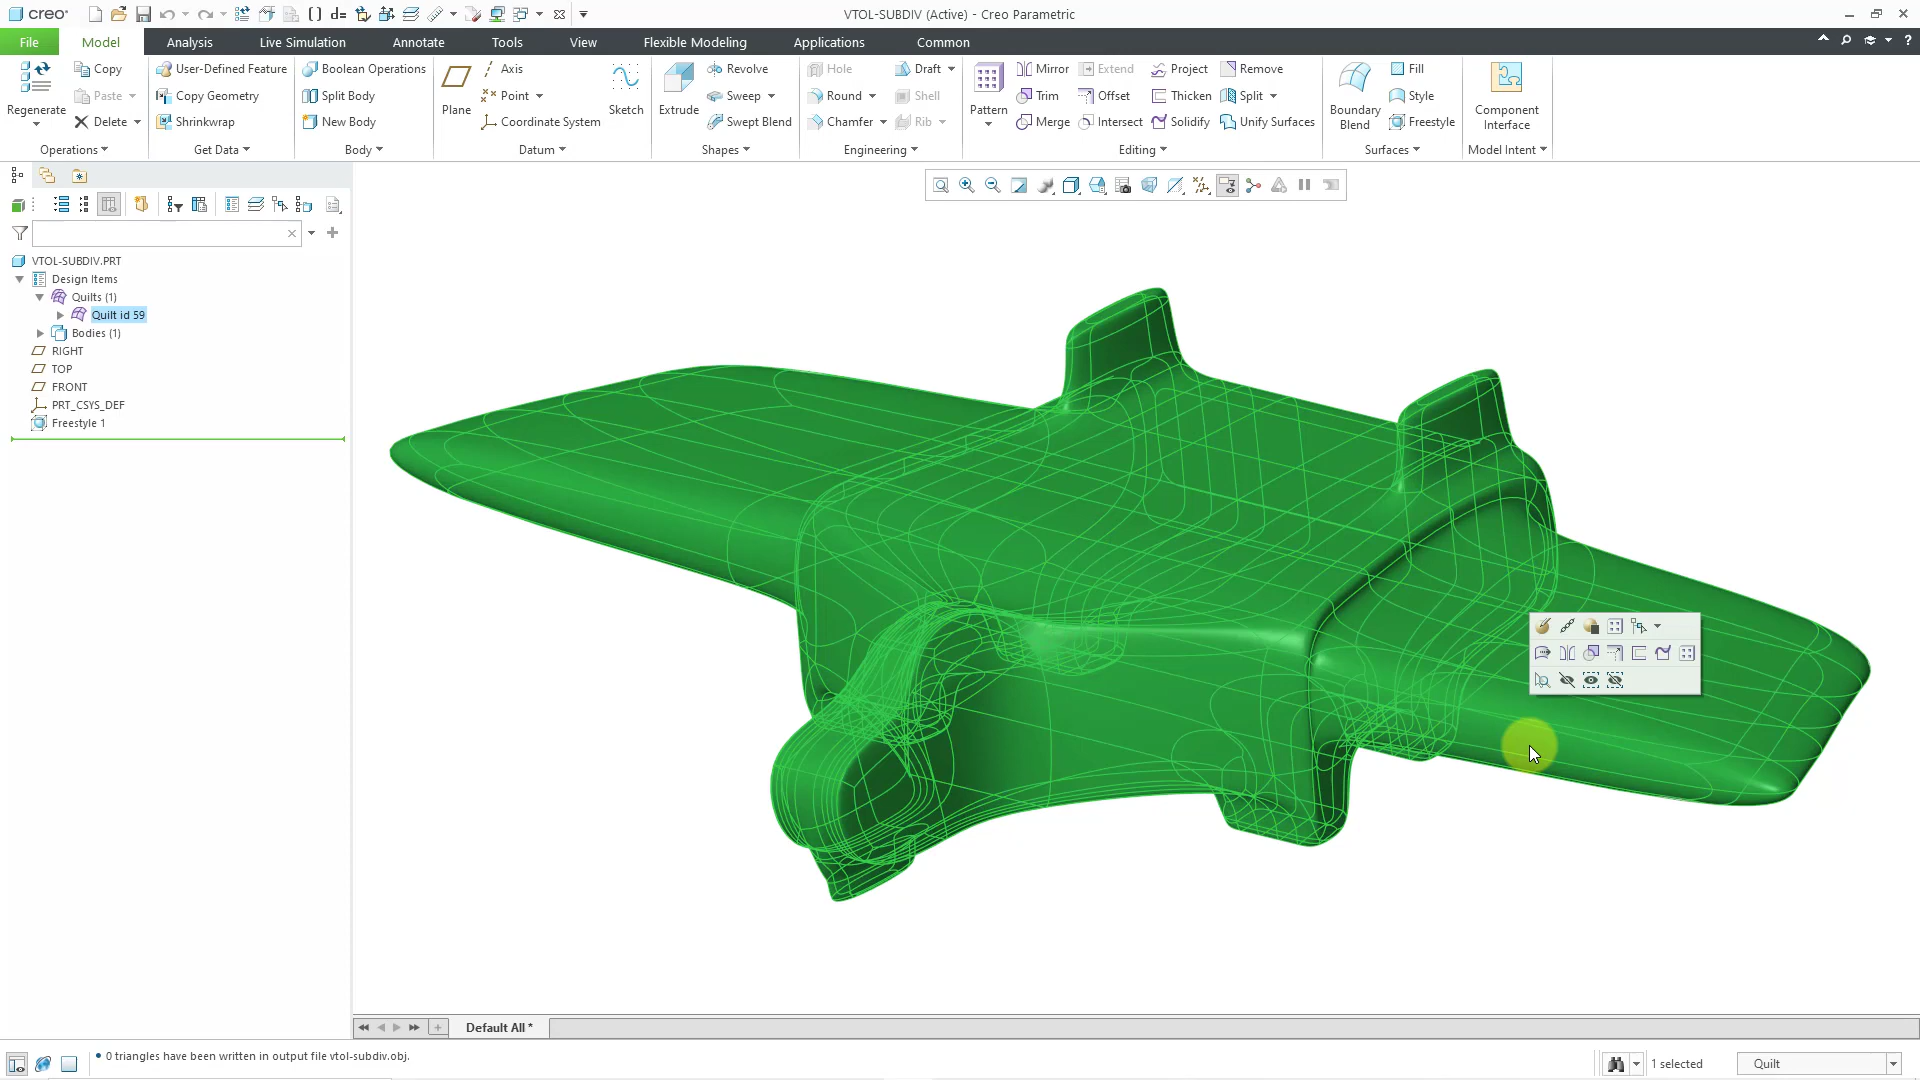 creo
VTOL-SUBDIV (Active) - Creo Parametric
File Model Analysis Live Simulation Annotate Tools View Flexible Modeling Applications Common
Regenerate
Copy
Paste
Delete
Operations
User-Defined Feature
Copy Geometry
Shrinkwrap
Get Data
Boolean Operations
Split Body
New Body
Body
Plane
Axis
Point
Coordinate System
Sketch
Datum
Extrude
Revolve
Sweep
Swept Blend
Shapes
Hole
Round
Chamfer
Draft
Shell
Rib
Engineering
Pattern
Mirror
Trim
Merge
Extend
Offset
Intersect
Project
Thicken
Solidify
Remove
Split
Unify Surfaces
Editing
Boundary
Blend
Fill
Style
Freestyle
Surfaces
Component
Interface
Model Intent
VTOL-SUBDIV.PRT
Design Items
Quilts (1)
Quilt id 59
Bodies (1)
RIGHT
TOP
FRONT
PRT_CSYS_DEF
Freestyle 1
Default All *
• 0 triangles have been written in output file vtol-subdiv.obj.
1 selected
Quilt